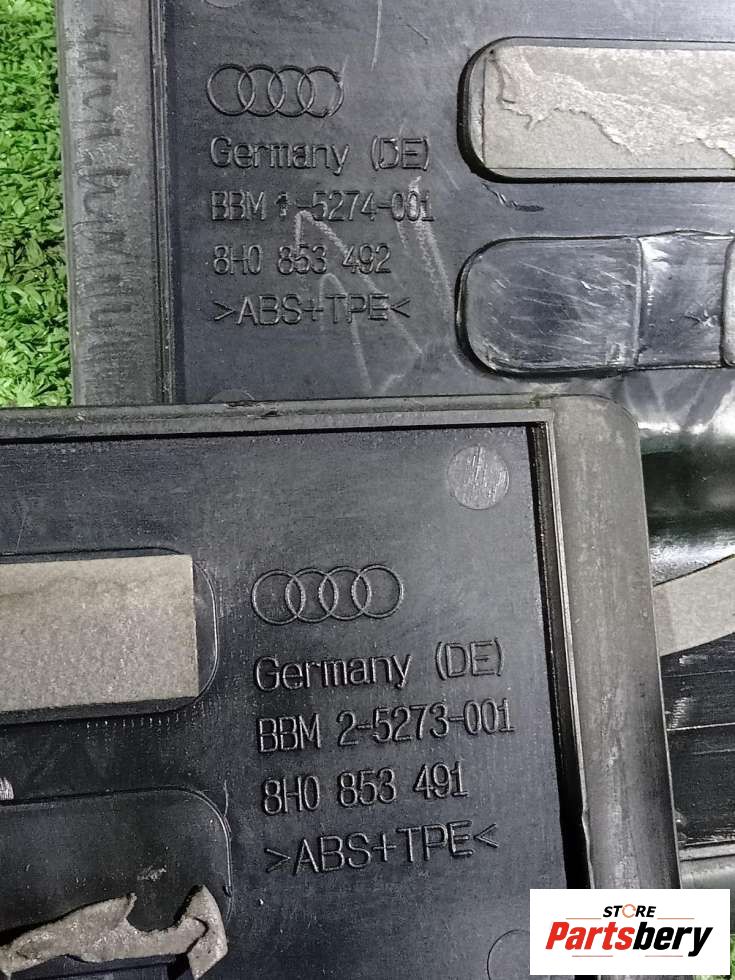 Germany (DE)
BBM 1-5274-001
8H0 853 492
>ABS+TPE<
Germany (DE)
BBM 2-5273-001
8H0 853 491
>ABS+TPE<
STORE
Partsbery